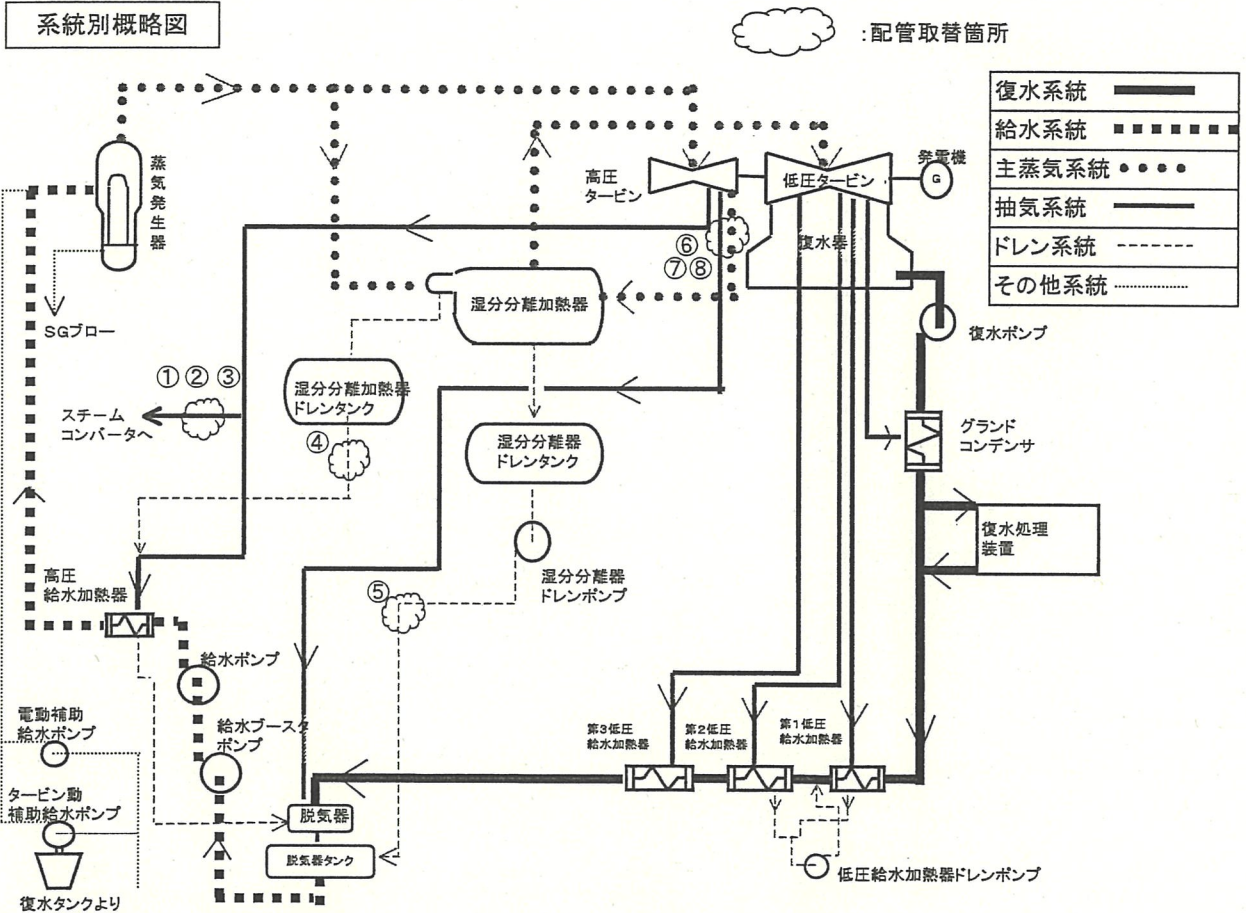 系統別概略図
:配管取替箇所
復水系統
給水系統
主蒸気系統
抽気系統
ドレン系統
その他系統
蒸気発生器
高圧
タービン
低圧タービン
発電機
G
復水器
⑥
⑦⑧
湿分分離加熱器
SGブロー
復水ポンプ
①②③
スチーム
コンバータへ
湿分分離加熱器
ドレンタンク
④
湿分分離器
ドレンタンク
グランド
コンデンサ
復水処理
装置
高圧
給水加熱器
⑤
湿分分離器
ドレンポンプ
給水ポンプ
電動補助
給水ポンプ
給水ブースタ
ポンプ
第3低圧
給水加熱器
第2低圧
給水加熱器
第1低圧
給水加熱器
タービン動
補助給水ポンプ
脱気器
脱気器タンク
低圧給水加熱器ドレンポンプ
復水タンクより